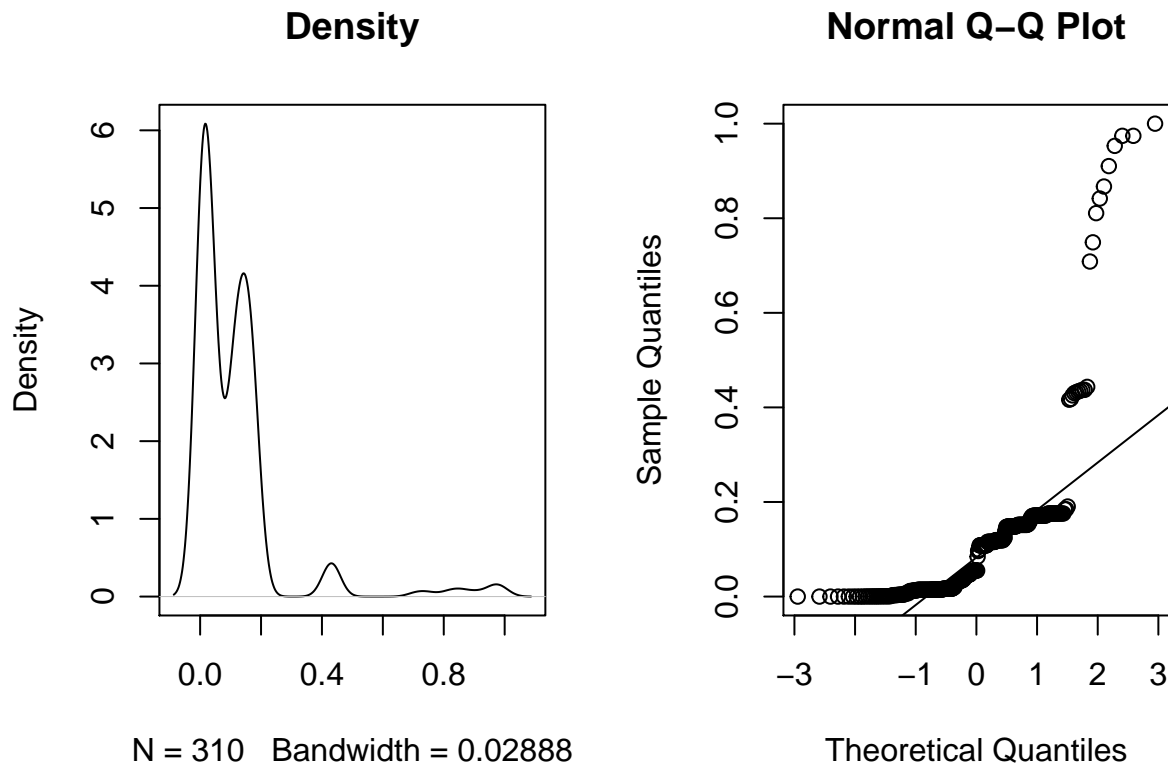 Density
Density
6
5
4
3
2
1
0
0.0 0.4 0.8
N = 310 Bandwidth = 0.02888
Normal Q−Q Plot
Sample Quantiles
1.0
0.8
0.6
0.4
0.2
0.0
−3 −1 0 1 2 3
Theoretical Quantiles